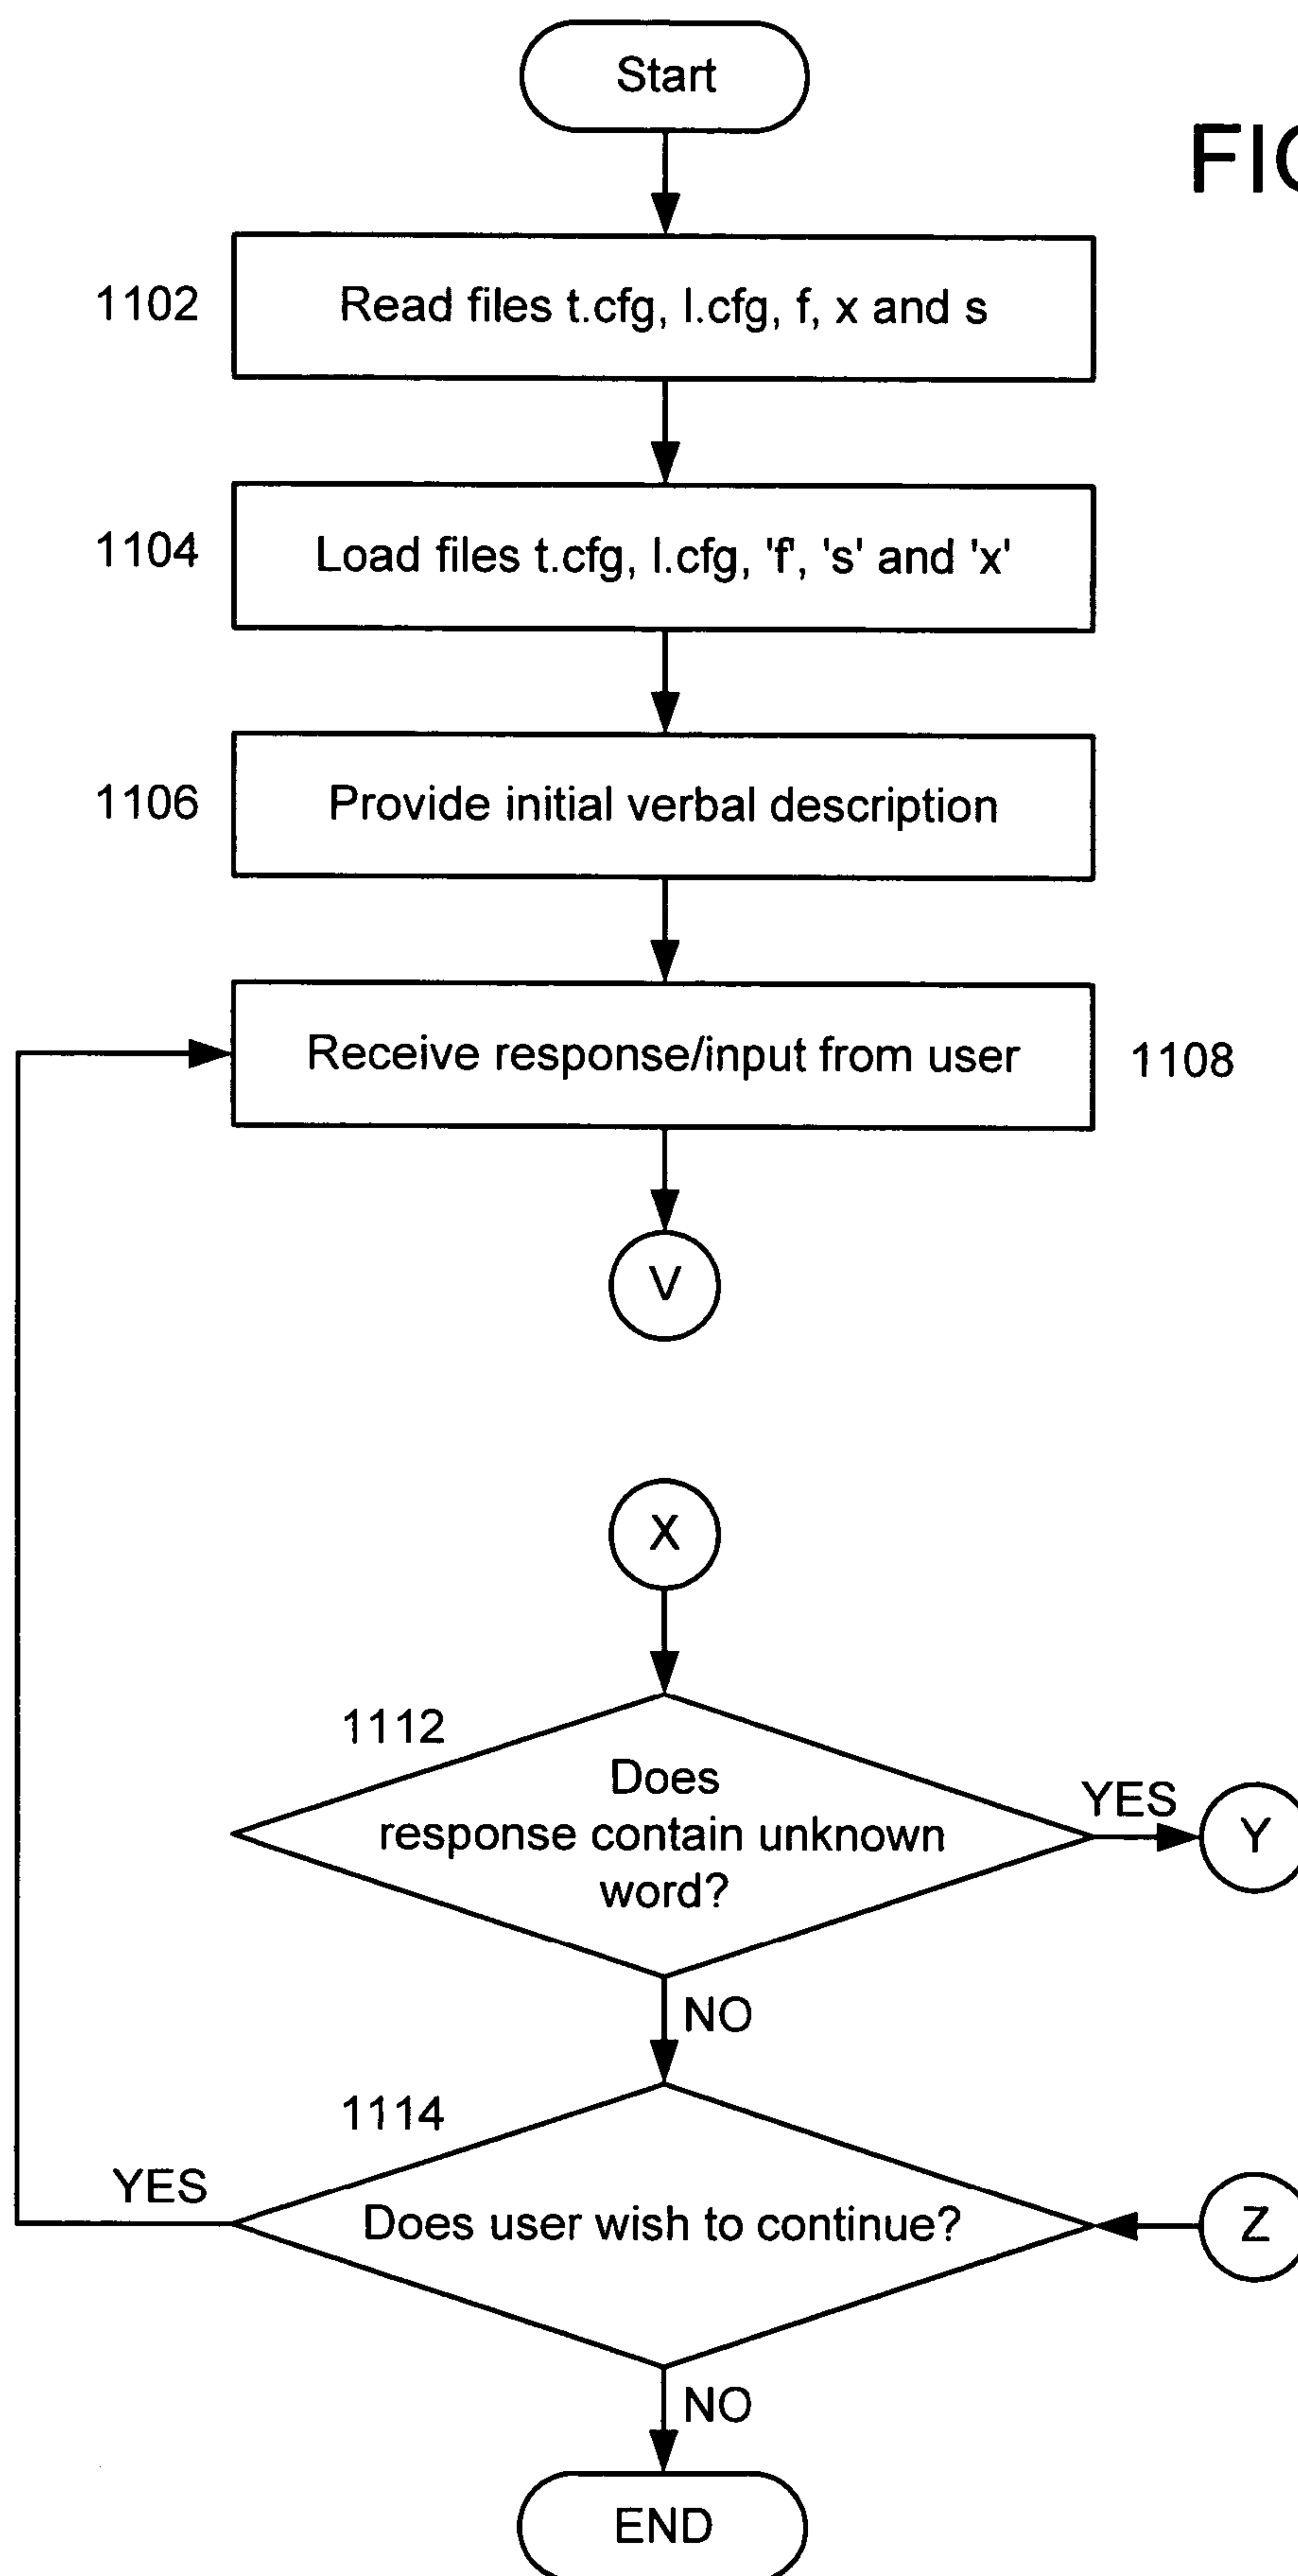 Start
FIG
1102
Read files t.cfg, l.cfg, f, x and s
1104
Load files t.cfg, l.cfg, 'f', 's' and 'x'
1106
Provide initial verbal description
Receive response/input from user
1108
V
X
1112
Does
response contain unknown
word?
YES
Y
NO
1114
YES
Does user wish to continue?
Z
NO
END